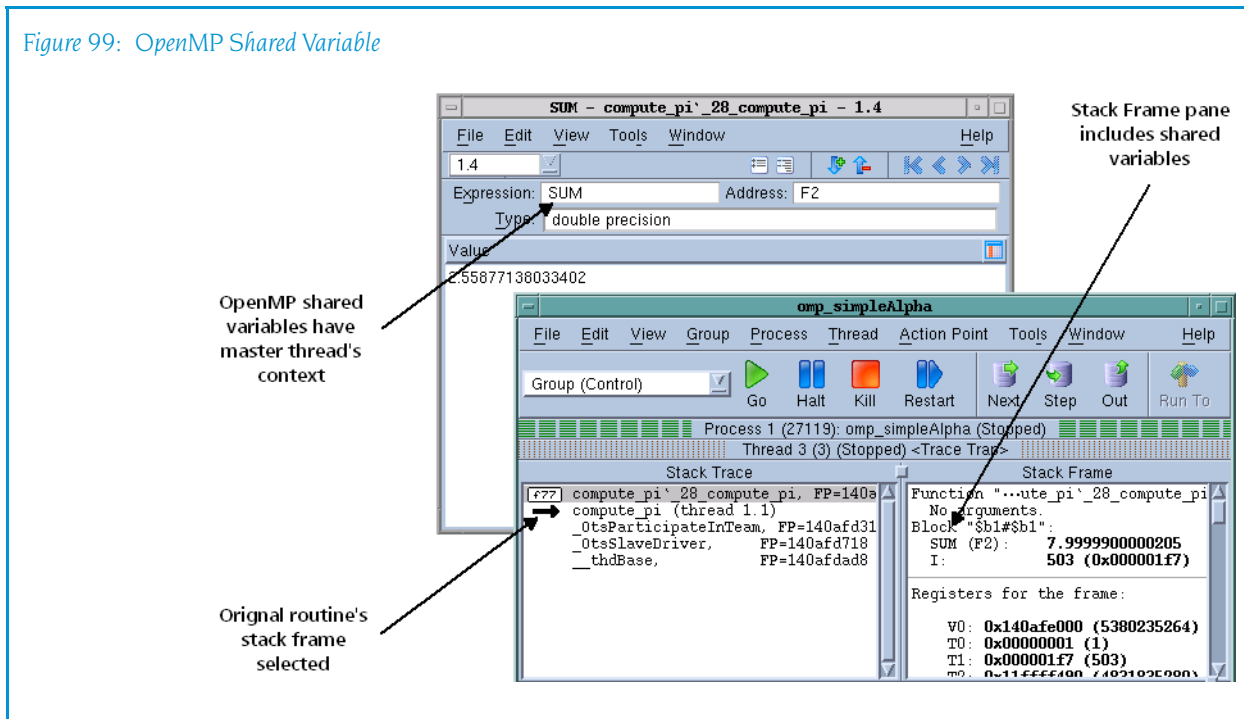 Figure 99: OpenMP Shared Variable
SUM - compute_pi`_28_compute_pi - 1.4
File Edit View Tools Window Help
1.4
Expression: SUM Address: F2
Type: double precision
Value
2.55877138033402
Stack Frame pane
includes shared
variables
OpenMP shared
variables have
master thread's
context
omp_simpleAlpha
File Edit View Group Process Thread Action Point Tools Window Help
Group (Control)
Go Halt Kill Restart Next Step Out Run To
Process 1 (27119): omp_simpleAlpha (Stopped)
Thread 3 (3) (Stopped) <Trace Trap>
Stack Trace
f77 compute_pi`_28_compute_pi, FP=140a
compute_pi (thread 1.1)
_OtsParticipateInTeam, FP=140afd31
_OtsSlaveDriver, FP=140afd718
__thdBase, FP=140afdad8
Stack Frame
Function "···ute_pi`_28_compute_pi
No arguments.
Block "$b1#$b1":
SUM (F2): 7.9999900000205
I: 503 (0x000001f7)
Registers for the frame:
V0: 0x140afe000 (5380235264)
T0: 0x00000001 (1)
T1: 0x000001f7 (503)
T2: 0x11ffff490 (4831835280)
Orignal routine's
stack frame
selected